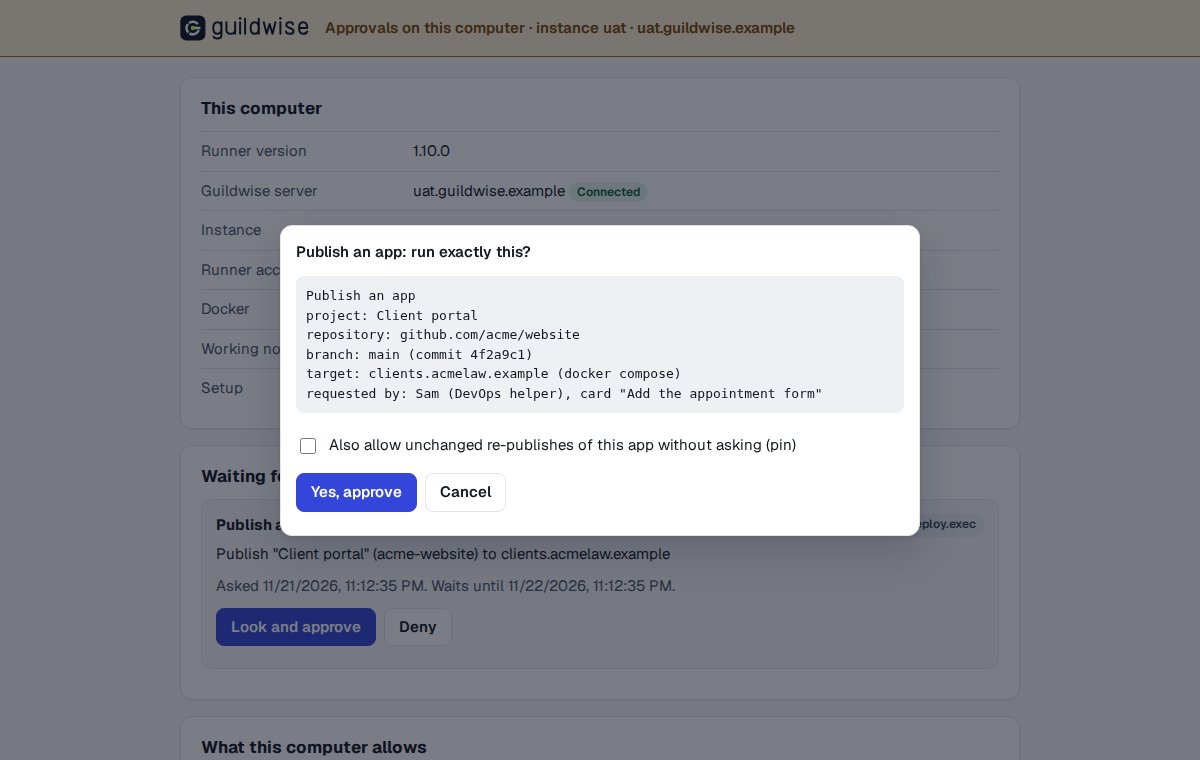 guildwise Approvals on this computer · instance uat · uat.guildwise.example
This computer
Runner version 1.10.0
Guildwise server uat.guildwise.example Connected
Instance
Runner acc
Docker
Working no
Setup
Publish an app: run exactly this?
Publish an app
project: Client portal
repository: github.com/acme/website
branch: main (commit 4f2a9c1)
target: clients.acmelaw.example (docker compose)
requested by: Sam (DevOps helper), card "Add the appointment form"
Also allow unchanged re-publishes of this app without asking (pin)
Yes, approve Cancel
Waiting f
Publish a eploy.exec
Publish "Client portal" (acme-website) to clients.acmelaw.example
Asked 11/21/2026, 11:12:35 PM. Waits until 11/22/2026, 11:12:35 PM.
Look and approve Deny
What this computer allows